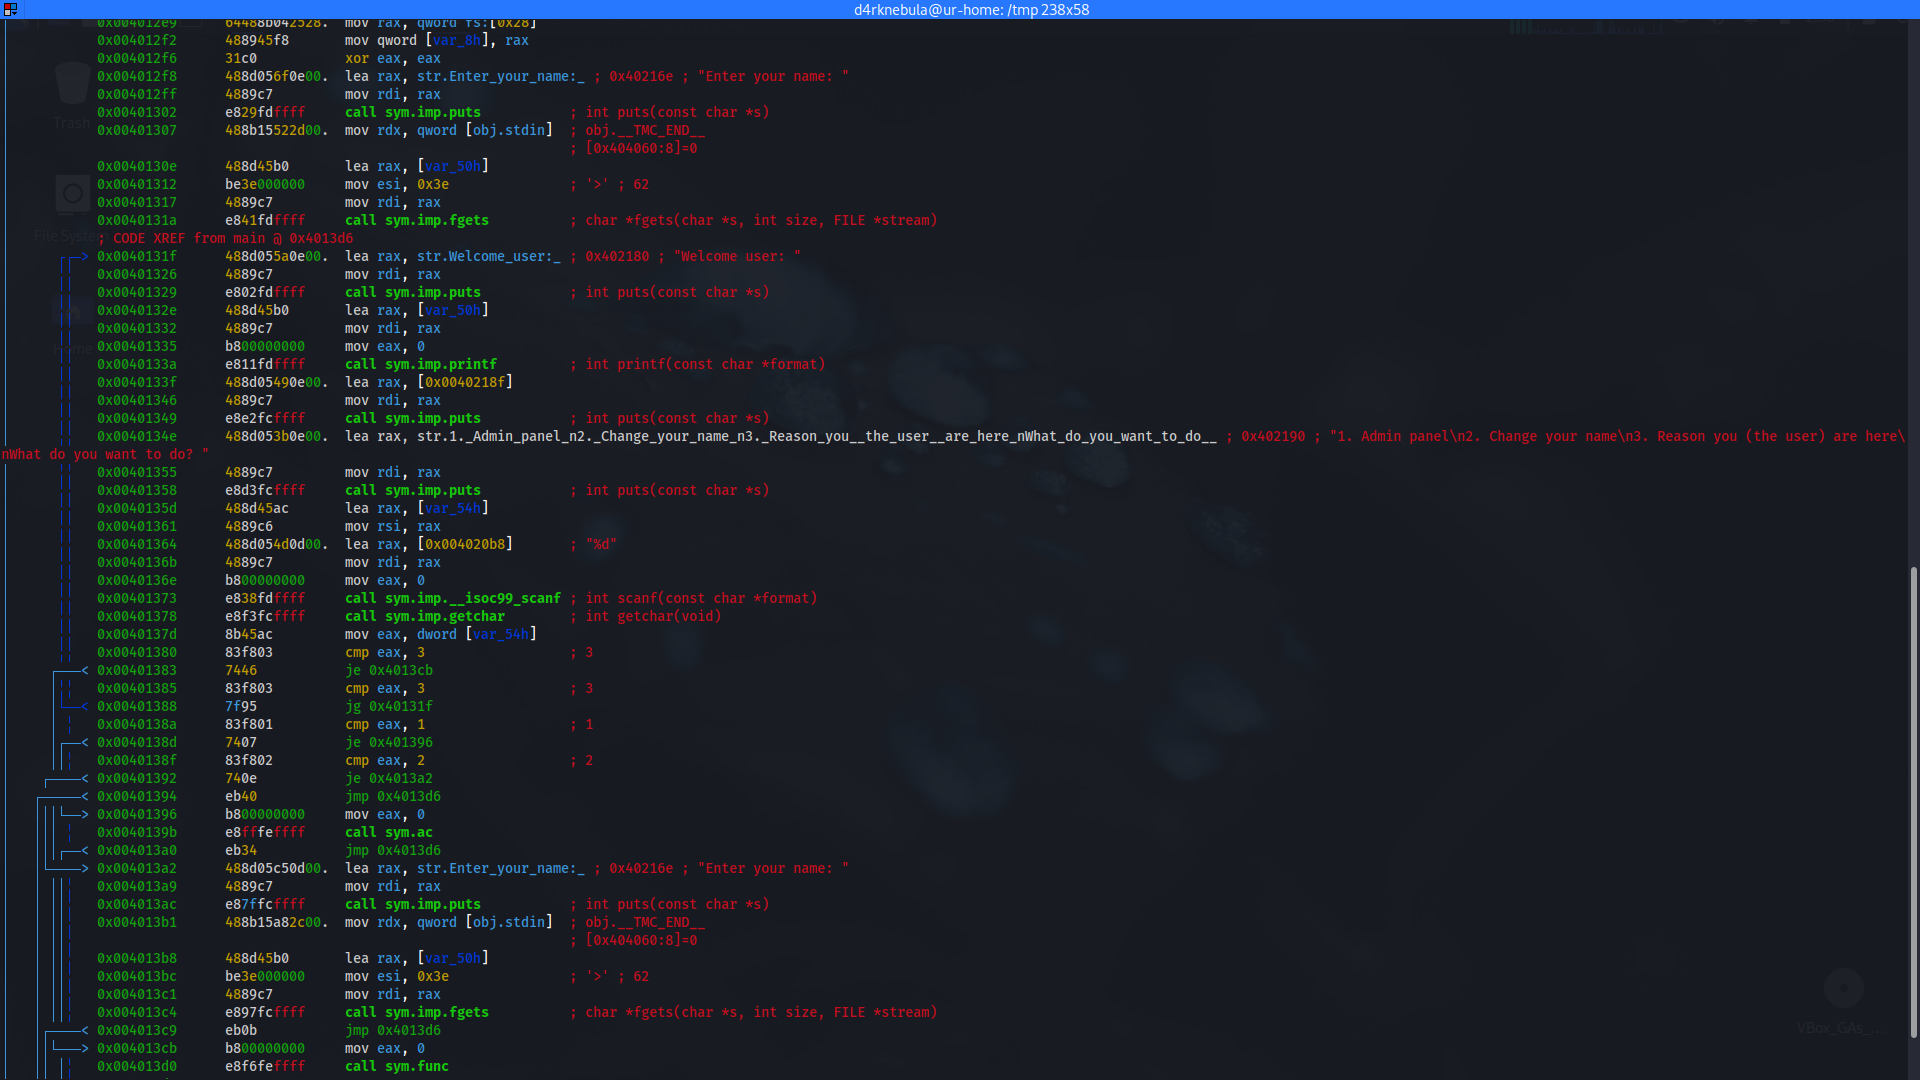 d4rknebula@ur-home: /tmp 238x58
0x004012e9 64488b042528. mov rax, qword fs:[0x28]
0x004012f2 488945f8 mov qword [var_8h], rax
0x004012f6 31c0 xor eax, eax
0x004012f8 488d056f0e00. lea rax, str.Enter_your_name:_ ; 0x40216e ; "Enter your name: "
0x004012ff 4889c7 mov rdi, rax
0x00401302 e829fdffff call sym.imp.puts ; int puts(const char *s)
0x00401307 488b15522d00. mov rdx, qword [obj.stdin] ; obj.__TMC_END__
; [0x404060:8]=0
0x0040130e 488d45b0 lea rax, [var_50h]
0x00401312 be3e000000 mov esi, 0x3e ; '>' ; 62
0x00401317 4889c7 mov rdi, rax
0x0040131a e841fdffff call sym.imp.fgets ; char *fgets(char *s, int size, FILE *stream)
; CODE XREF from main @ 0x4013d6
> 0x0040131f 488d055a0e00. lea rax, str.Welcome_user:_ ; 0x402180 ; "Welcome user: "
0x00401326 4889c7 mov rdi, rax
0x00401329 e802fdffff call sym.imp.puts ; int puts(const char *s)
0x0040132e 488d45b0 lea rax, [var_50h]
0x00401332 4889c7 mov rdi, rax
0x00401335 b800000000 mov eax, 0
0x0040133a e811fdffff call sym.imp.printf ; int printf(const char *format)
0x0040133f 488d05490e00. lea rax, [0x0040218f]
0x00401346 4889c7 mov rdi, rax
0x00401349 e8e2fcffff call sym.imp.puts ; int puts(const char *s)
0x0040134e 488d053b0e00. lea rax, str.1._Admin_panel_n2._Change_your_name_n3._Reason_you__the_user__are_here_nWhat_do_you_want_to_do__ ; 0x402190 ; "1. Admin panel\n2. Change your name\n3. Reason you (the user) are here\
nWhat do you want to do? "
0x00401355 4889c7 mov rdi, rax
0x00401358 e8d3fcffff call sym.imp.puts ; int puts(const char *s)
0x0040135d 488d45ac lea rax, [var_54h]
0x00401361 4889c6 mov rsi, rax
0x00401364 488d054d0d00. lea rax, [0x004020b8] ; "%d"
0x0040136b 4889c7 mov rdi, rax
0x0040136e b800000000 mov eax, 0
0x00401373 e838fdffff call sym.imp.__isoc99_scanf ; int scanf(const char *format)
0x00401378 e8f3fcffff call sym.imp.getchar ; int getchar(void)
0x0040137d 8b45ac mov eax, dword [var_54h]
0x00401380 83f803 cmp eax, 3 ; 3
< 0x00401383 7446 je 0x4013cb
0x00401385 83f803 cmp eax, 3 ; 3
< 0x00401388 7f95 jg 0x40131f
0x0040138a 83f801 cmp eax, 1 ; 1
< 0x0040138d 7407 je 0x401396
0x0040138f 83f802 cmp eax, 2 ; 2
< 0x00401392 740e je 0x4013a2
< 0x00401394 eb40 jmp 0x4013d6
> 0x00401396 b800000000 mov eax, 0
0x0040139b e8fffeffff call sym.ac
< 0x004013a0 eb34 jmp 0x4013d6
> 0x004013a2 488d05c50d00. lea rax, str.Enter_your_name:_ ; 0x40216e ; "Enter your name: "
0x004013a9 4889c7 mov rdi, rax
0x004013ac e87ffcffff call sym.imp.puts ; int puts(const char *s)
0x004013b1 488b15a82c00. mov rdx, qword [obj.stdin] ; obj.__TMC_END__
; [0x404060:8]=0
0x004013b8 488d45b0 lea rax, [var_50h]
0x004013bc be3e000000 mov esi, 0x3e ; '>' ; 62
0x004013c1 4889c7 mov rdi, rax
0x004013c4 e897fcffff call sym.imp.fgets ; char *fgets(char *s, int size, FILE *stream)
< 0x004013c9 eb0b jmp 0x4013d6
> 0x004013cb b800000000 mov eax, 0
0x004013d0 e8f6feffff call sym.func
Trash
File System
Home
VBox_GAs_...